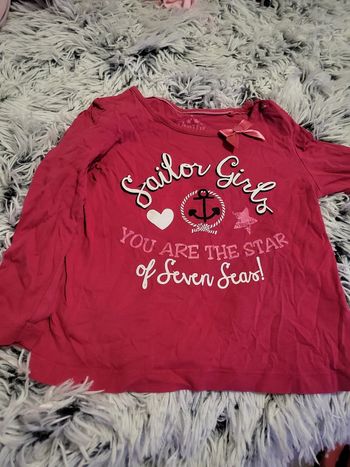 Sailor Girls
YOU ARE THE STAR
of Seven Seas!